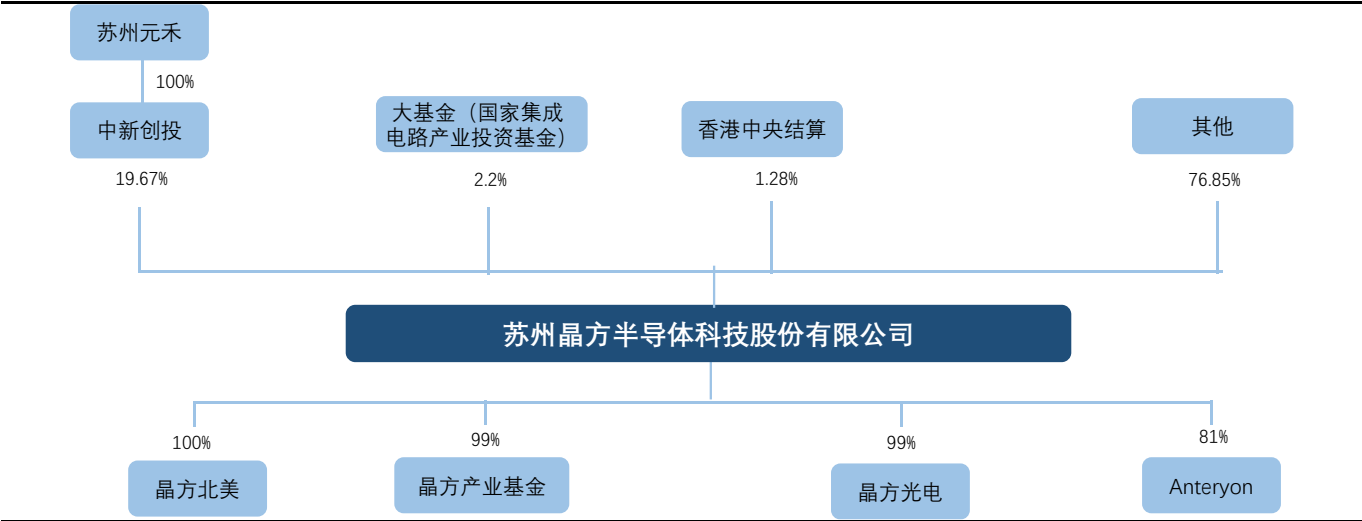 苏州元禾
100%
中新创投
大基金（国家集成
电路产业投资基金）
香港中央结算
其他
19.67%
2.2%
1.28%
76.85%
苏州晶方半导体科技股份有限公司
100%
99%
99%
81%
晶方北美
晶方产业基金
晶方光电
Anteryon